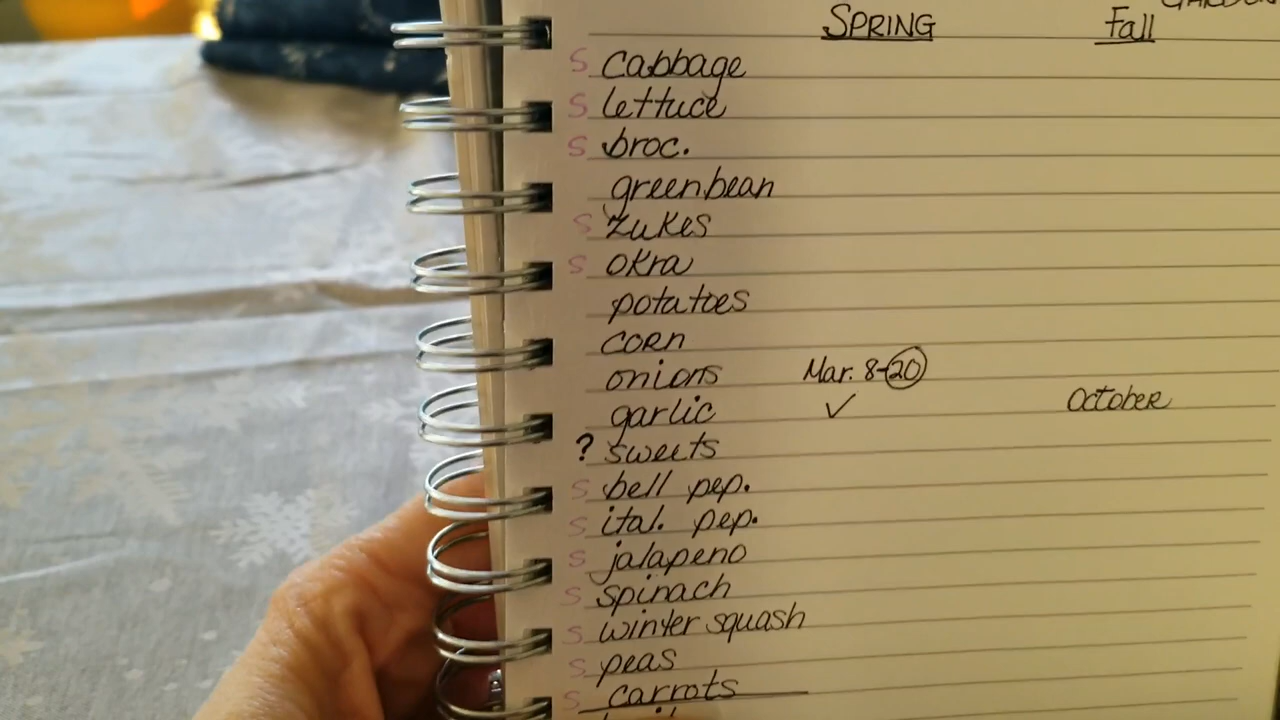 GARDEN
SPRING Fall
S cabbage
S lettuce
S broc.
greenbean
S zukes
S okra
potatoes
corn
onions Mar. 8-20
garlic ✓ October
? sweets
S bell pep.
S ital. pep.
S jalapeno
S spinach
S winter squash
S peas
S carrots